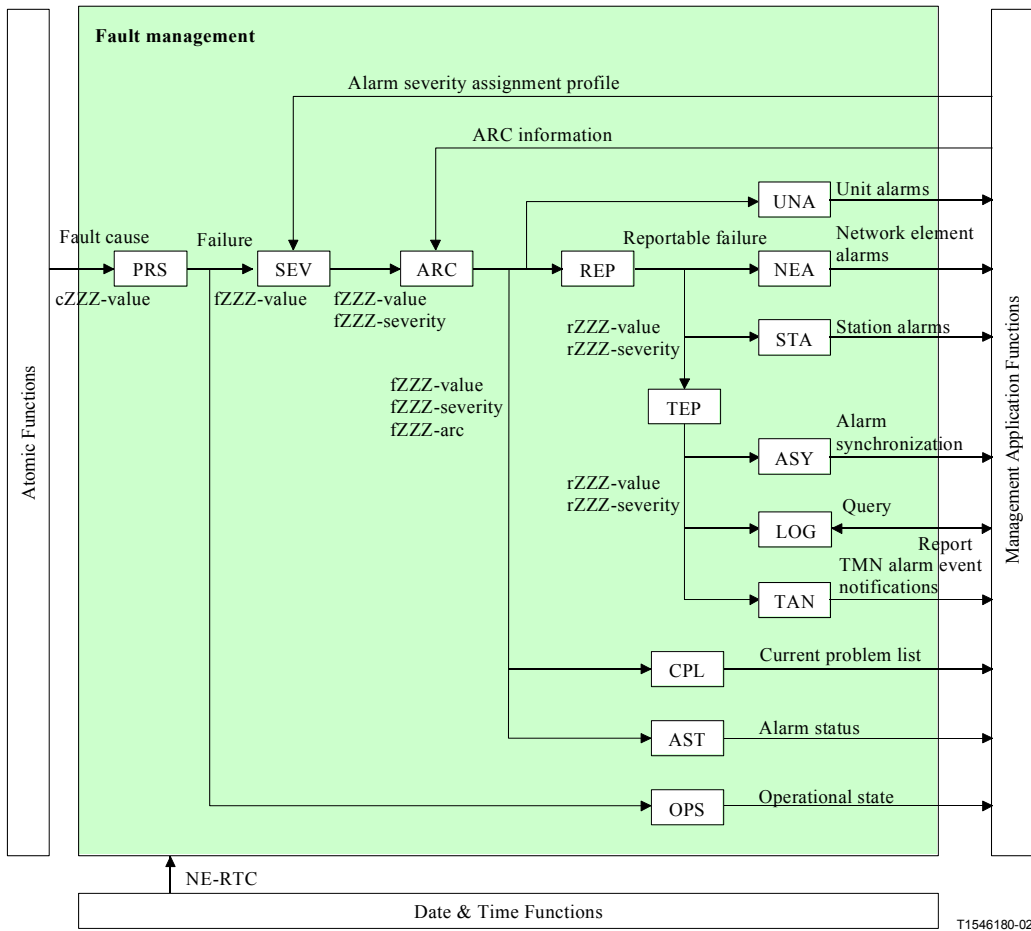 Fault management
Alarm severity assignment profile
ARC information
UNA
Unit alarms
Fault cause
Failure
Reportable failure
Network element
alarms
PRS
SEV
ARC
REP
NEA
cZZZ-value
fZZZ-value
fZZZ-value
fZZZ-severity
rZZZ-value
rZZZ-severity
STA
Station alarms
fZZZ-value
fZZZ-severity
fZZZ-arc
TEP
Alarm
synchronization
ASY
rZZZ-value
rZZZ-severity
Query
LOG
Report
TMN alarm event
notifications
TAN
CPL
Current problem list
AST
Alarm status
OPS
Operational state
Atomic Functions
Management Application Functions
NE-RTC
Date & Time Functions
T1546180-02